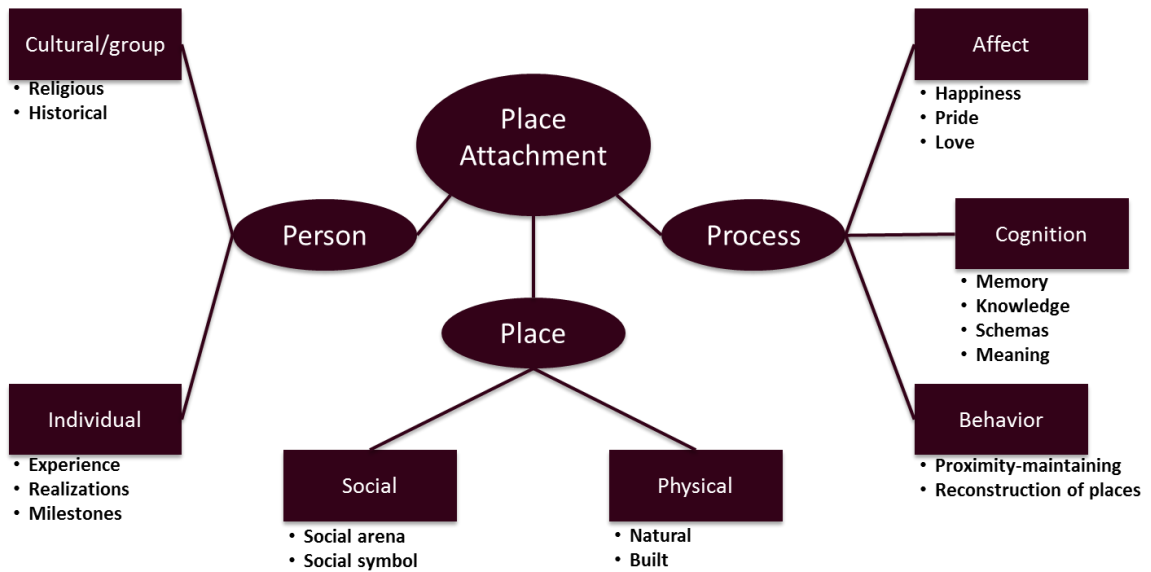 Place
Attachment
Person
Cultural/group
• Religious
• Historical
Individual
• Experience
• Realizations
• Milestones
Place
Social
• Social arena
• Social symbol
Physical
• Natural
• Built
Process
Affect
• Happiness
• Pride
• Love
Cognition
• Memory
• Knowledge
• Schemas
• Meaning
Behavior
• Proximity-maintaining
• Reconstruction of places